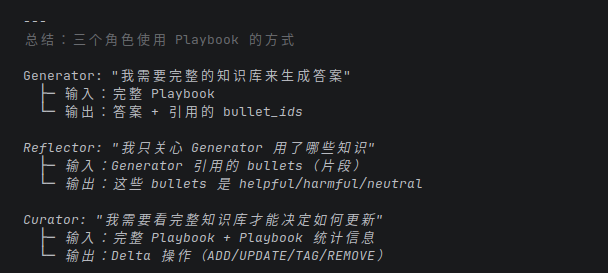 ---
总结：三个角色使用 Playbook 的方式
Generator: "我需要完整的知识库来生成答案"
├─ 输入：完整 Playbook
└─ 输出：答案 + 引用的 bullet_ids
Reflector: "我只关心 Generator 用了哪些知识"
├─ 输入：Generator 引用的 bullets（片段）
└─ 输出：这些 bullets 是 helpful/harmful/neutral
Curator: "我需要看完整知识库才能决定如何更新"
├─ 输入：完整 Playbook + Playbook 统计信息
└─ 输出：Delta 操作（ADD/UPDATE/TAG/REMOVE）